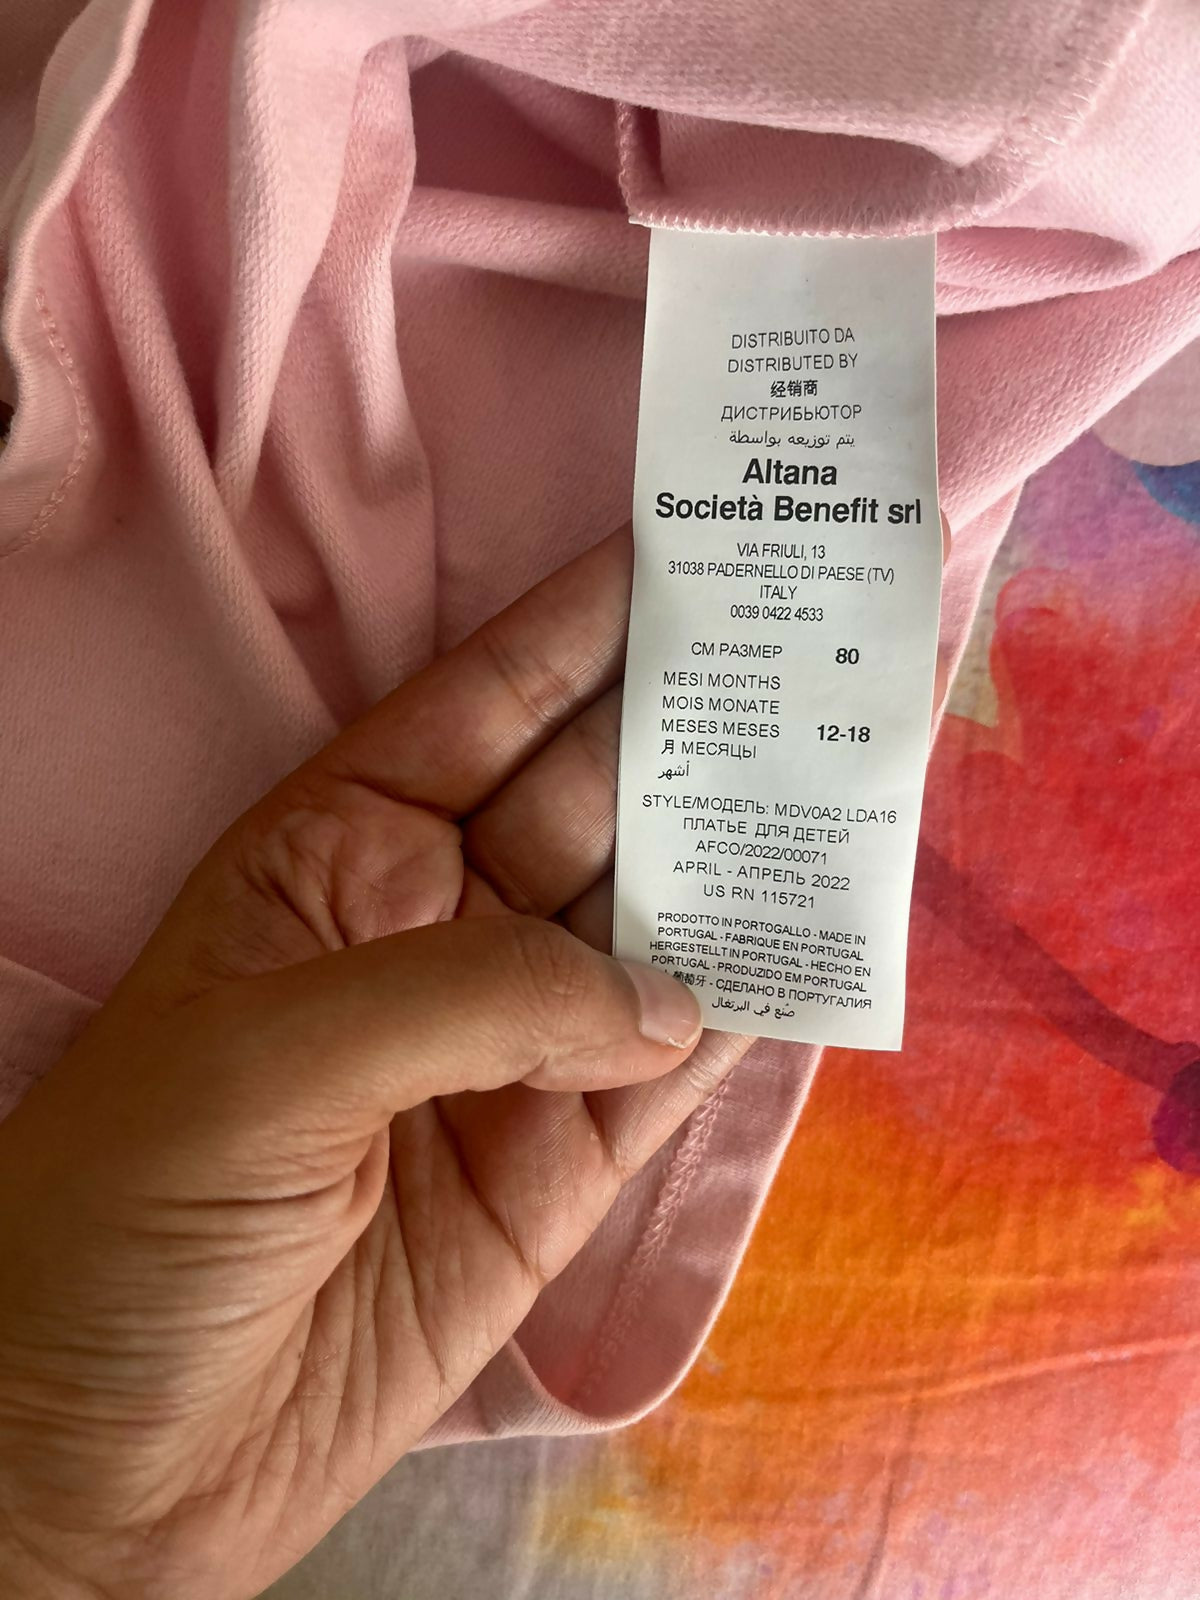 DISTRIBUITO DA
DISTRIBUTED BY
经销商
ДИСТРИБЬЮТОР
يتم توزيعه بواسطة
Altana
Società Benefit srl
VIA FRIULI, 13
31038 PADERNELLO DI PAESE (TV)
ITALY
0039 0422 4533
CM РАЗМЕР 80
MESI MONTHS
MOIS MONATE
MESES MESES 12-18
月 МЕСЯЦЫ
أشهر
STYLE/МОДЕЛЬ: MDV0A2 LDA16
ПЛАТЬЕ ДЛЯ ДЕТЕЙ
AFCO/2022/00071
APRIL - АПРЕЛЬ 2022
US RN 115721
PRODOTTO IN PORTOGALLO - MADE IN
PORTUGAL - FABRIQUE EN PORTUGAL
HERGESTELLT IN PORTUGAL - HECHO EN
PORTUGAL - PRODUZIDO EM PORTUGAL
葡萄牙 - СДЕЛАНО В ПОРТУГАЛИЯ
صُنع في البرتغال